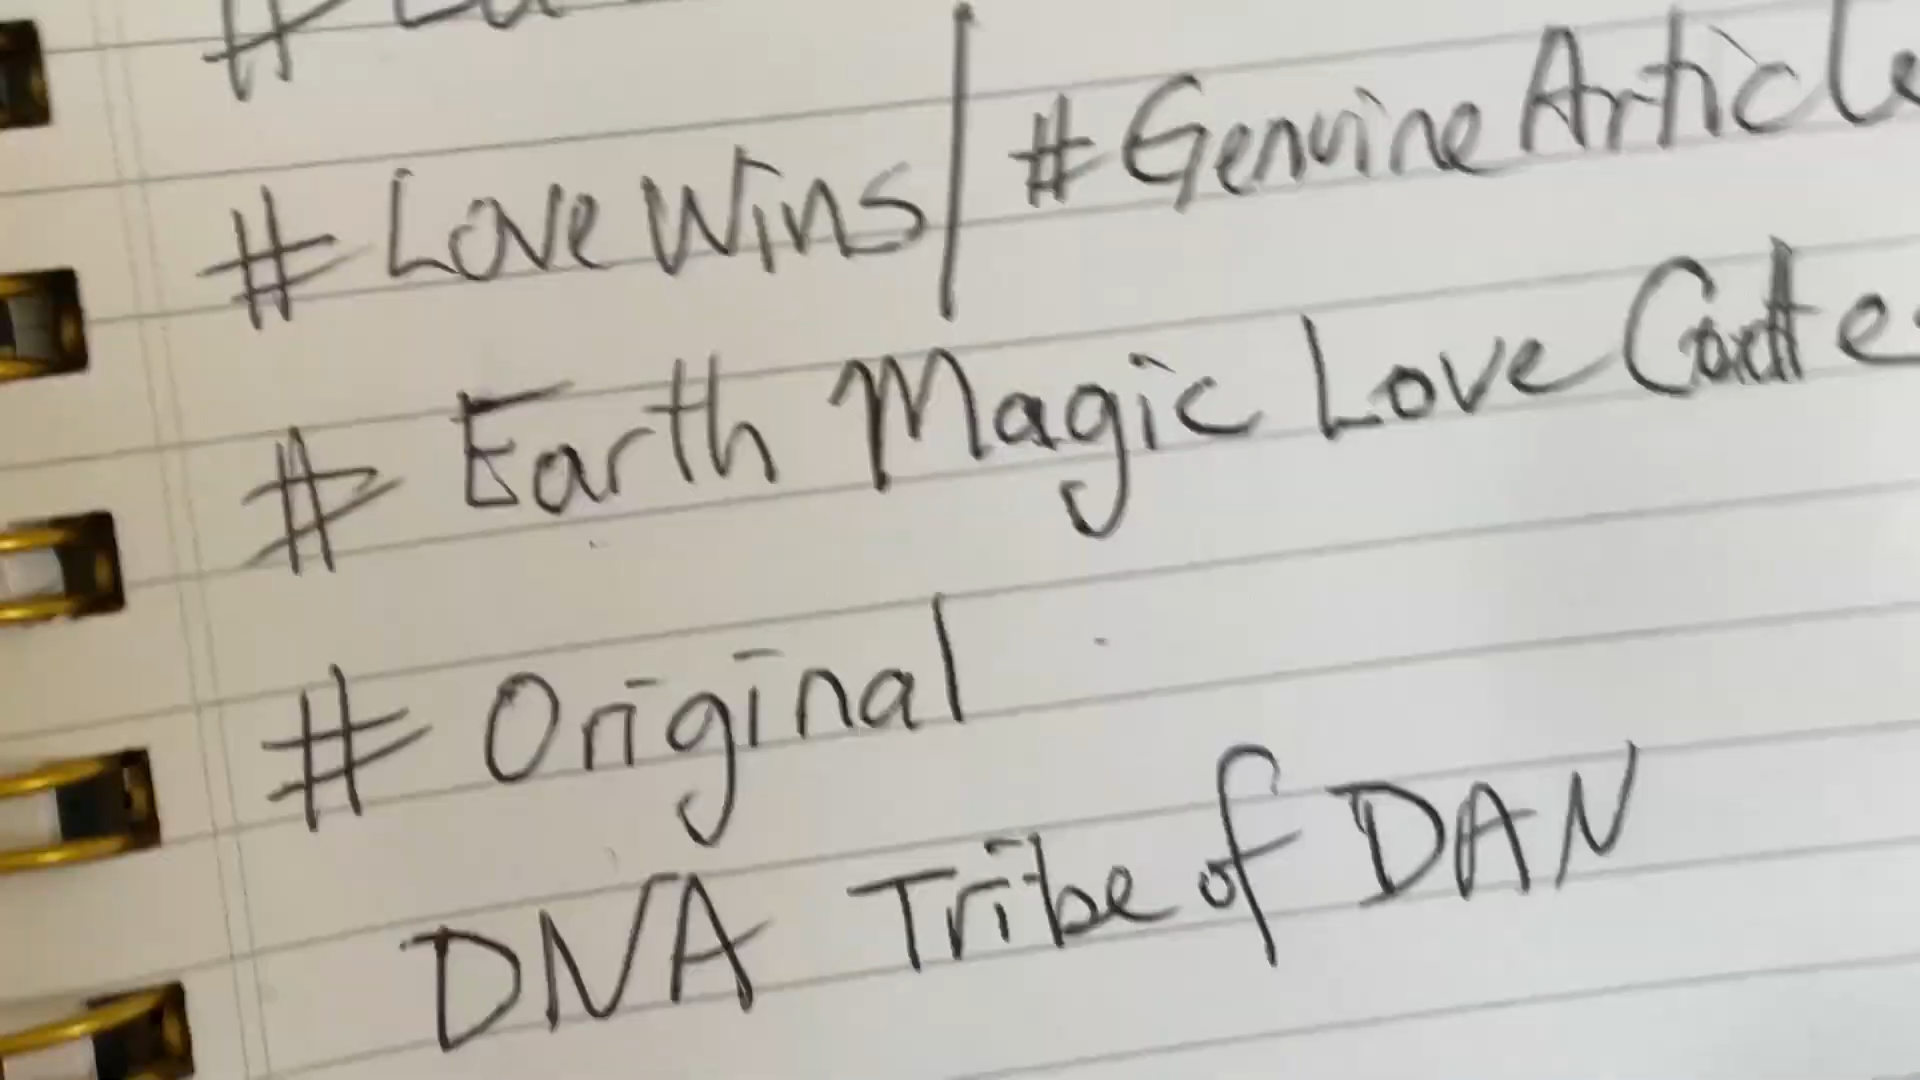 #LoveWins / #GenuineArticle
# Earth Magic Love
# Original
DNA Tribe of DAN